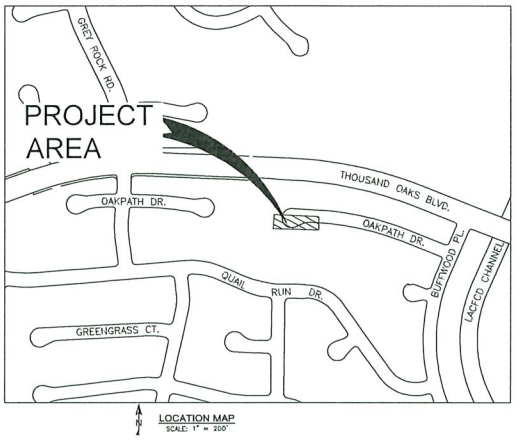 GREY ROCK RD.
PROJECT
AREA
THOUSAND OAKS BLVD.
OAKPATH DR.
OAKPATH DR.
BUFFWOOD PL.
LACFCD CHANNEL
QUAIL RUN DR.
GREENGRASS CT.
N
LOCATION MAP
SCALE: 1" = 200'